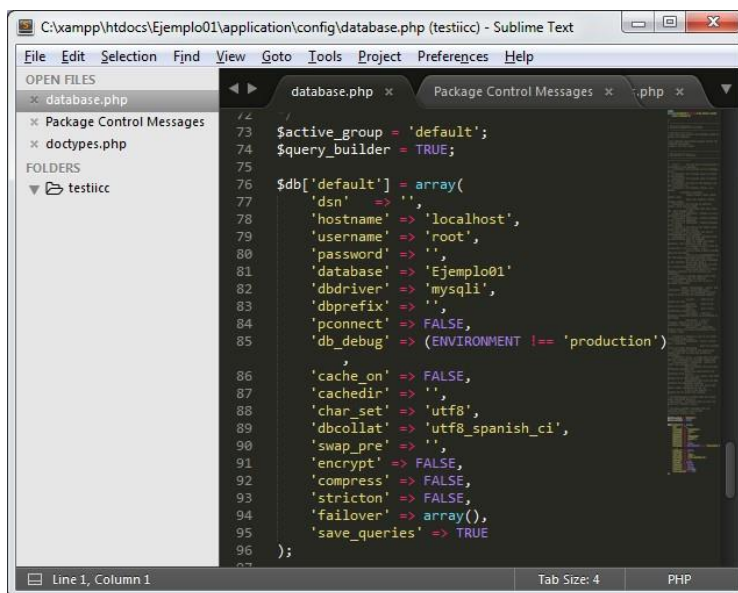 C:\xampp\htdocs\Ejemplo01\application\config\database.php (testiicc) - Sublime Text
File Edit Selection Find View Goto Tools Project Preferences Help
OPEN FILES
database.php
Package Control Messages
doctypes.php
FOLDERS
testiicc
database.php × Package Control Messages × .php ×
72 */
73 $active_group = 'default';
74 $query_builder = TRUE;
75
76 $db['default'] = array(
77 'dsn' => '',
78 'hostname' => 'localhost',
79 'username' => 'root',
80 'password' => '',
81 'database' => 'Ejemplo01'
82 'dbdriver' => 'mysqli',
83 'dbprefix' => '',
84 'pconnect' => FALSE,
85 'db_debug' => (ENVIRONMENT !== 'production')
,
86 'cache_on' => FALSE,
87 'cachedir' => '',
88 'char_set' => 'utf8',
89 'dbcollat' => 'utf8_spanish_ci',
90 'swap_pre' => '',
91 'encrypt' => FALSE,
92 'compress' => FALSE,
93 'stricton' => FALSE,
94 'failover' => array(),
95 'save_queries' => TRUE
96 );
97
Line 1, Column 1 Tab Size: 4 PHP